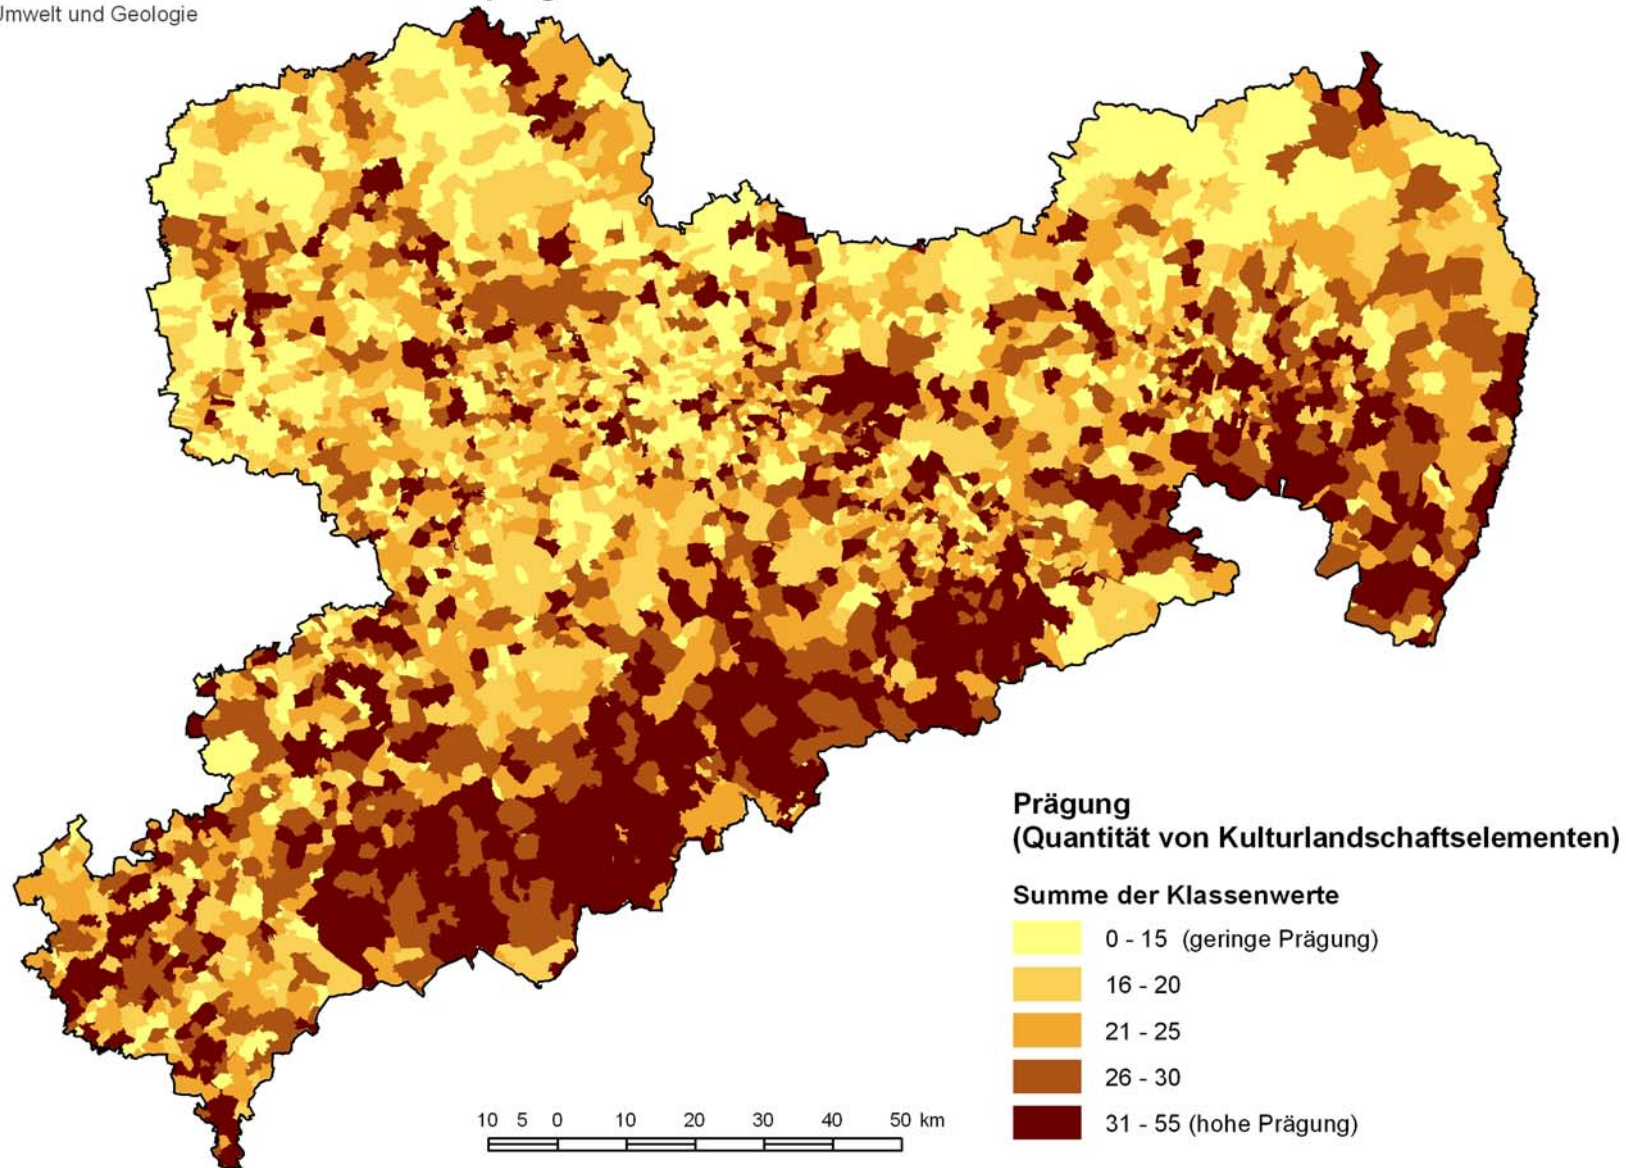 Umwelt und Geologie
Prägung
(Quantität von Kulturlandschaftselementen)
Summe der Klassenwerte
0 - 15 (geringe Prägung)
16 - 20
21 - 25
26 - 30
31 - 55 (hohe Prägung)
10 5 0 10 20 30 40 50 km